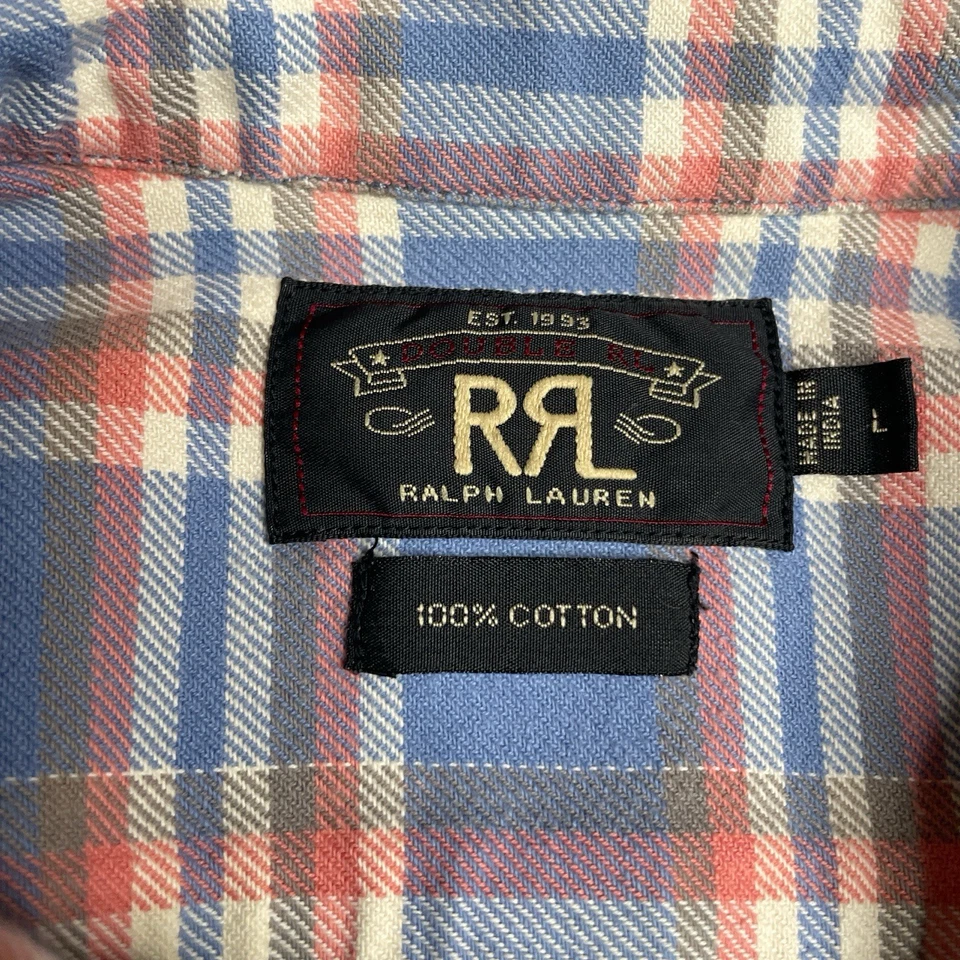 EST. 1993
DOUBLE RL
RRL
RALPH LAUREN
MADE IN
INDIA
L
100% COTTON